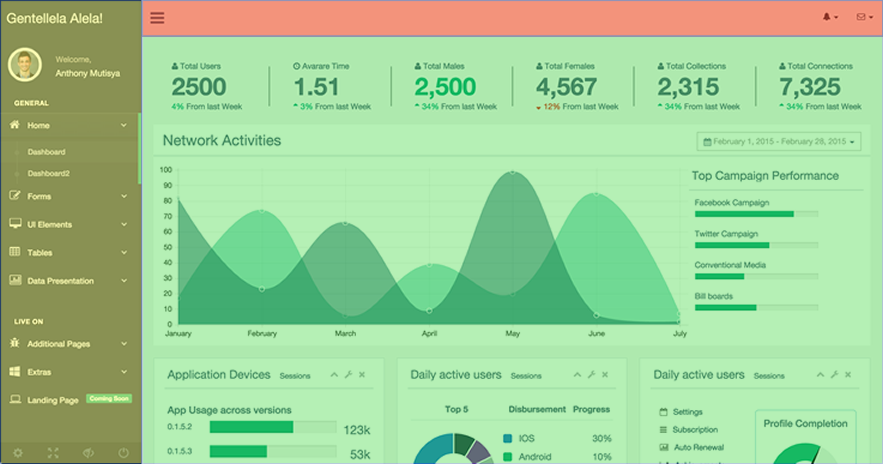 Gentellela Alela!
Welcome,
Anthony Mutisya
GENERAL
Home
Dashboard
Dashboard2
Forms
UI Elements
Tables
Data Presentation
LIVE ON
Additional Pages
Extras
Landing Page Coming Soon
Total Users
2500
4% From last Week
Avarare Time
1.51
3% From last Week
Total Males
2,500
34% From last Week
Total Females
4,567
12% From last Week
Total Collections
2,315
34% From last Week
Total Connections
7,325
34% From last Week
Network Activities
February 1, 2015 - February 28, 2015
100
90
80
70
60
50
40
30
20
10
0
January February March April May June July
Top Campaign Performance
Facebook Campaign
Twitter Campaign
Conventional Media
Bill boards
Application Devices Sessions
App Usage across versions
0.1.5.2 123k
0.1.5.3 53k
Daily active users Sessions
Top 5 Disbursement Progress
IOS 30%
Android 10%
Daily active users Sessions
Settings
Subscription
Auto Renewal
Profile Completion